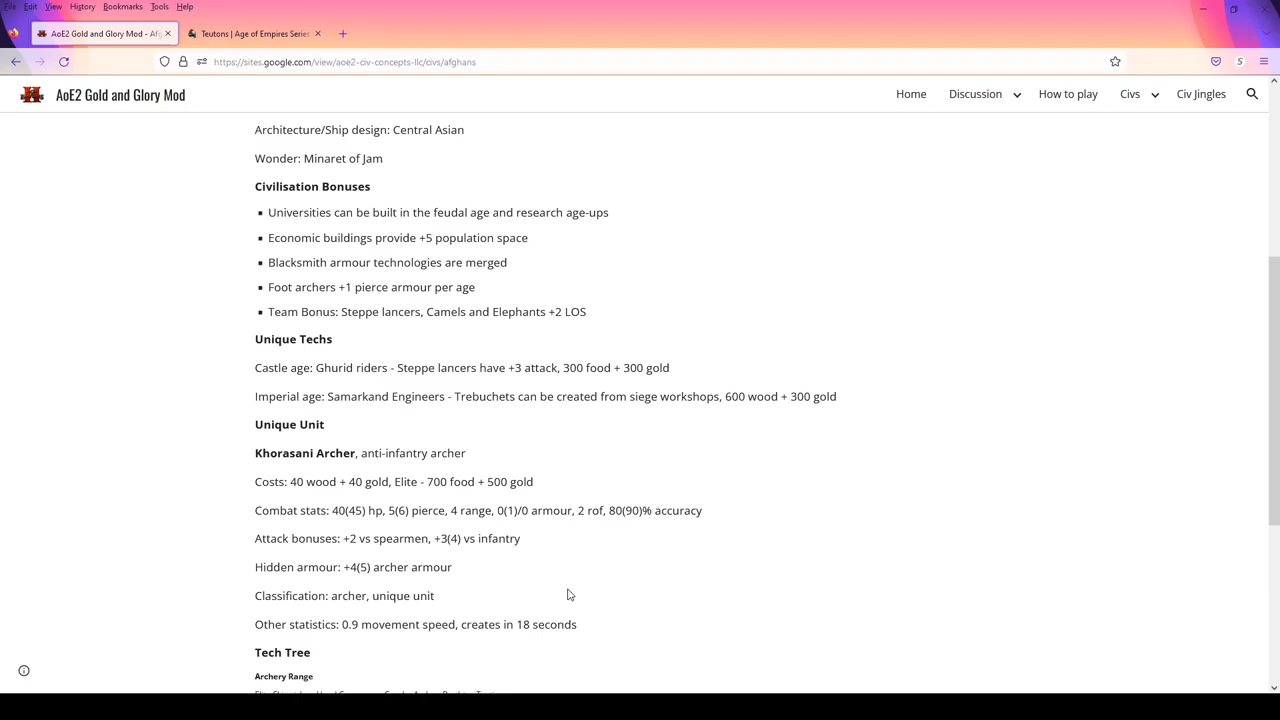 File Edit View History Bookmarks Tools Help
AoE2 Gold and Glory Mod - Afg
Teutons | Age of Empires Series
https://sites.google.com/view/aoe2-civ-concepts-llc/civs/afghans
AoE2 Gold and Glory Mod
Home Discussion How to play Civs Civ Jingles
Architecture/Ship design: Central Asian
Wonder: Minaret of Jam
Civilisation Bonuses
▪ Universities can be built in the feudal age and research age-ups
▪ Economic buildings provide +5 population space
▪ Blacksmith armour technologies are merged
▪ Foot archers +1 pierce armour per age
▪ Team Bonus: Steppe lancers, Camels and Elephants +2 LOS
Unique Techs
Castle age: Ghurid riders - Steppe lancers have +3 attack, 300 food + 300 gold
Imperial age: Samarkand Engineers - Trebuchets can be created from siege workshops, 600 wood + 300 gold
Unique Unit
Khorasani Archer, anti-infantry archer
Costs: 40 wood + 40 gold, Elite - 700 food + 500 gold
Combat stats: 40(45) hp, 5(6) pierce, 4 range, 0(1)/0 armour, 2 rof, 80(90)% accuracy
Attack bonuses: +2 vs spearmen, +3(4) vs infantry
Hidden armour: +4(5) archer armour
Classification: archer, unique unit
Other statistics: 0.9 movement speed, creates in 18 seconds
Tech Tree
Archery Range